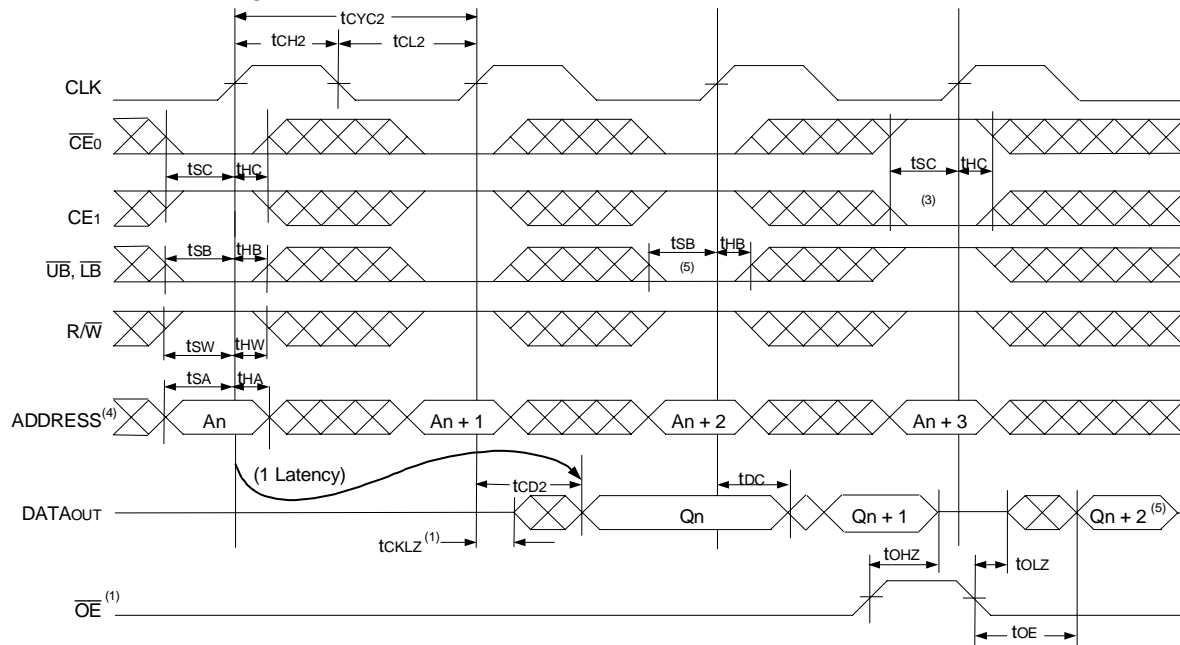 tCYC2
tCH2 tCL2
CLK
CE0
tSC tHC tSC tHC
CE1 (3)
tSB tHB tSB tHB
UB, LB (5)
R/W
tSW tHW
tSA tHA
ADDRESS(4) An An + 1 An + 2 An + 3
(1 Latency) tCD2 tDC
DATAOUT Qn Qn + 1 Qn + 2 (5)
tCKLZ(1)
tOHZ tOLZ
OE(1)
tOE